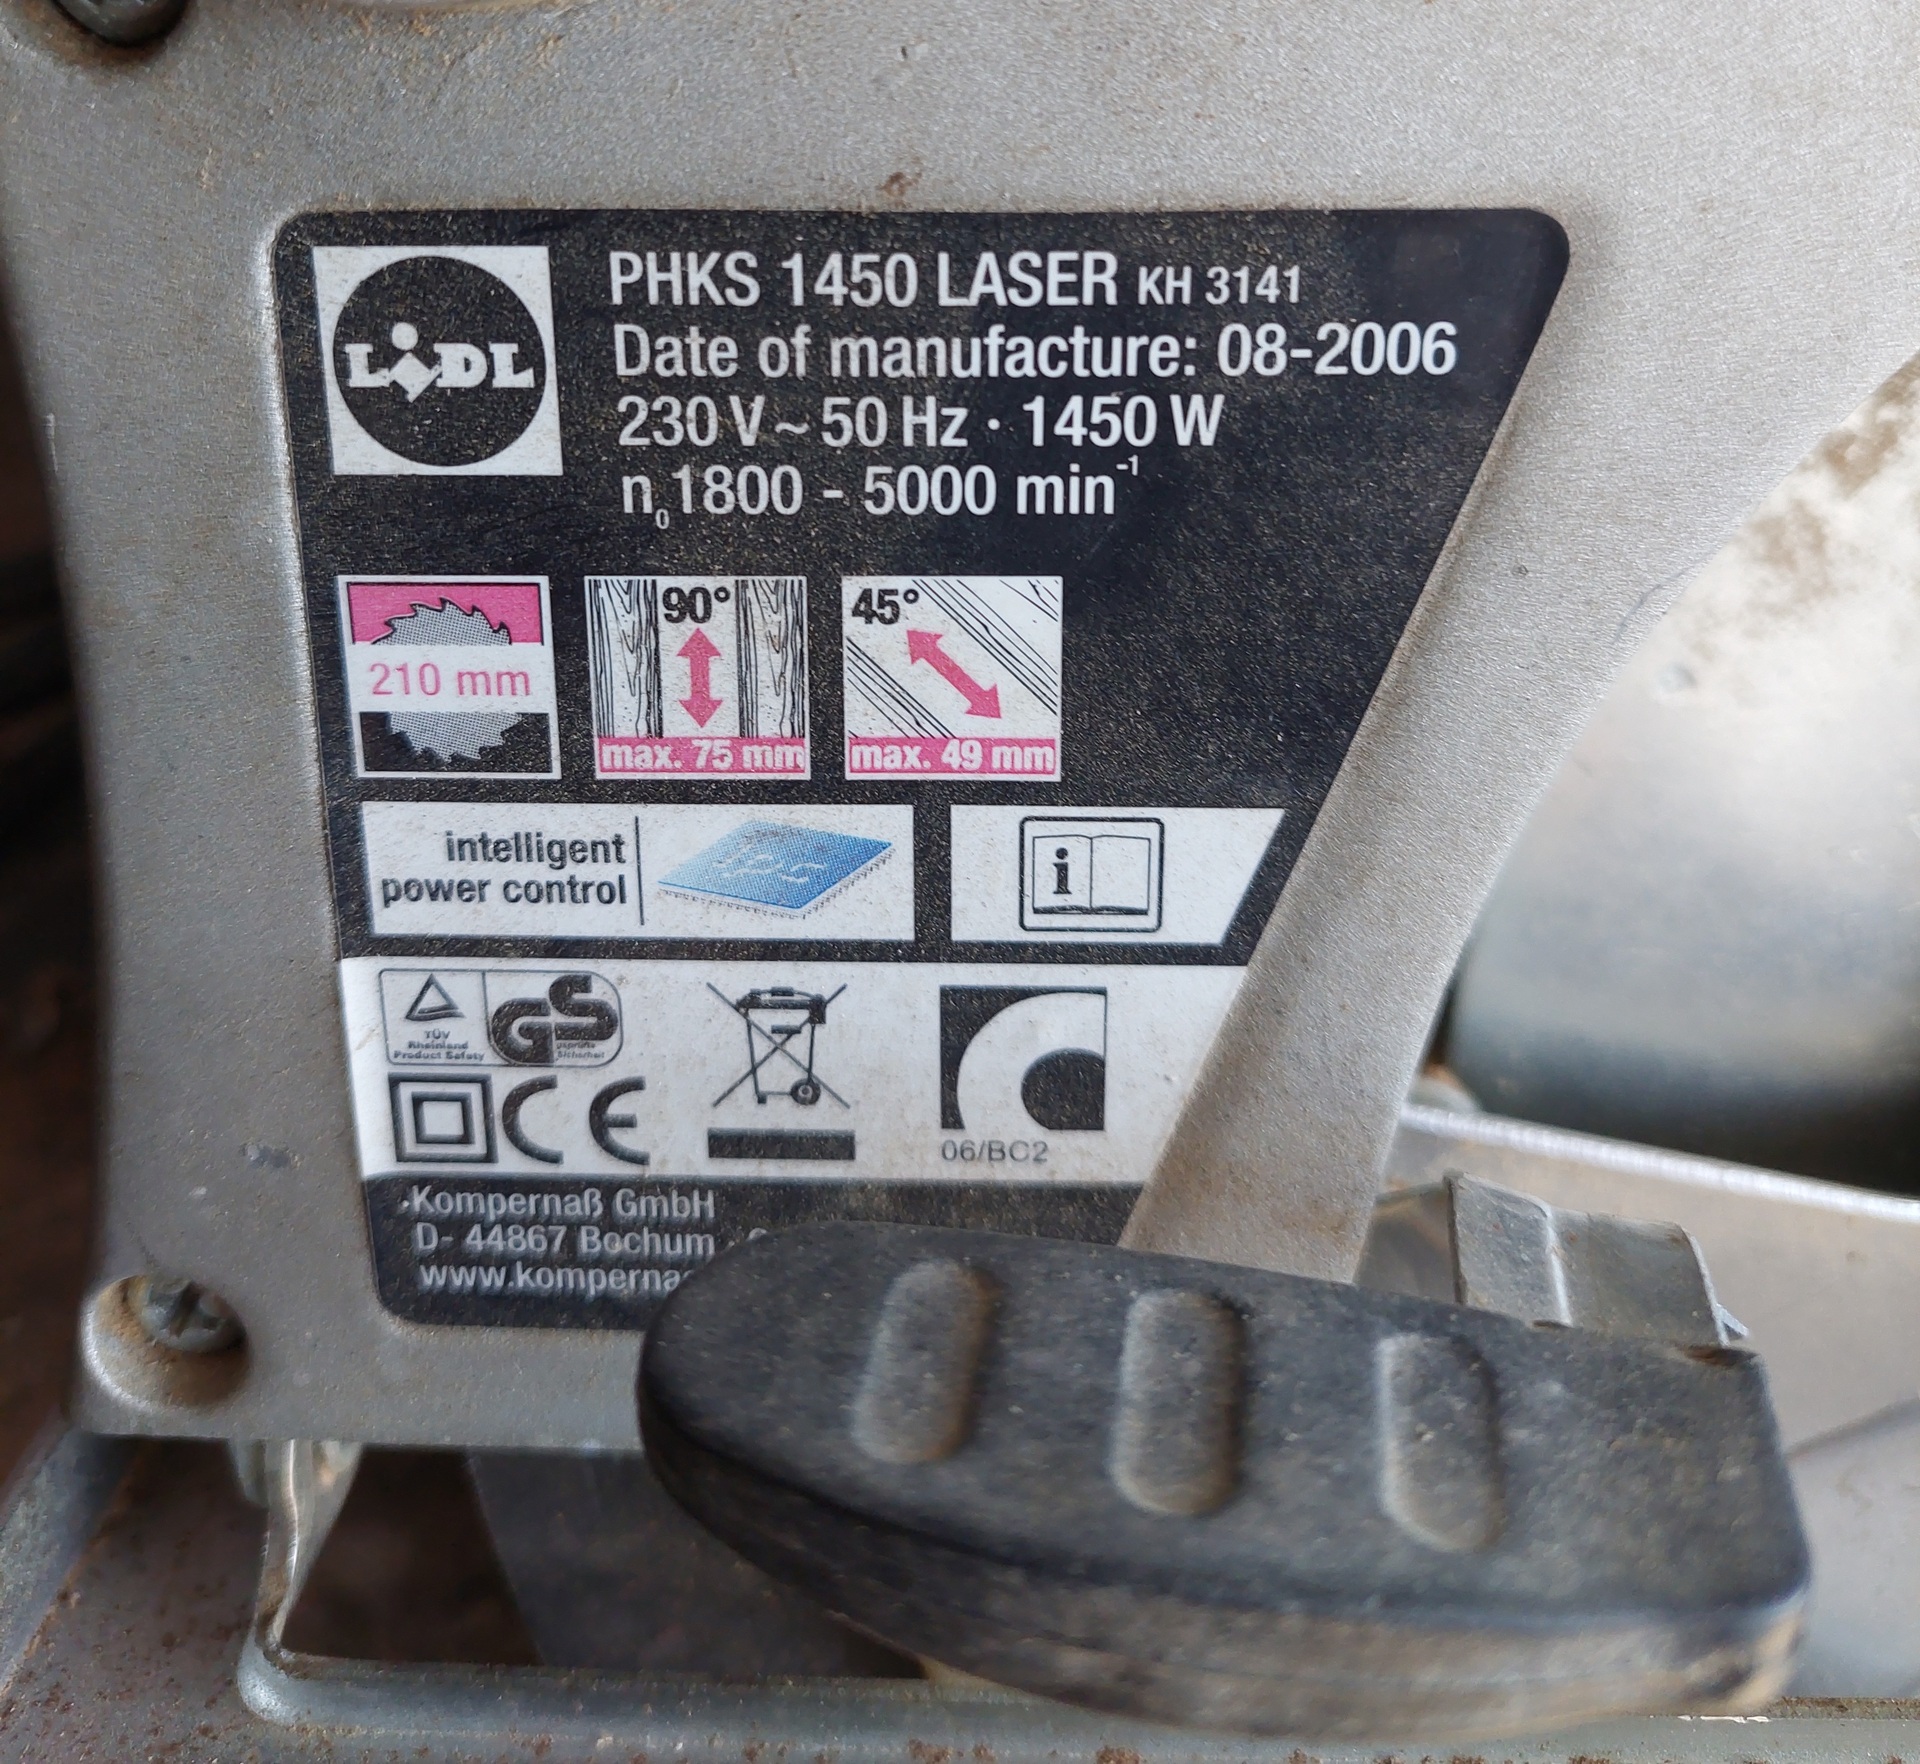 LiDL
PHKS 1450 LASER KH 3141
Date of manufacture: 08-2006
230 V ~ 50 Hz · 1450 W
n₀ 1800 - 5000 min⁻¹
210 mm
90°
max. 75 mm
45°
max. 49 mm
intelligent
power control
ipc
i
TÜV
Rheinland
Product Safety
GS
geprüfte
Sicherheit
CE
06/BC2
Kompernaß GmbH
D- 44867 Bochum